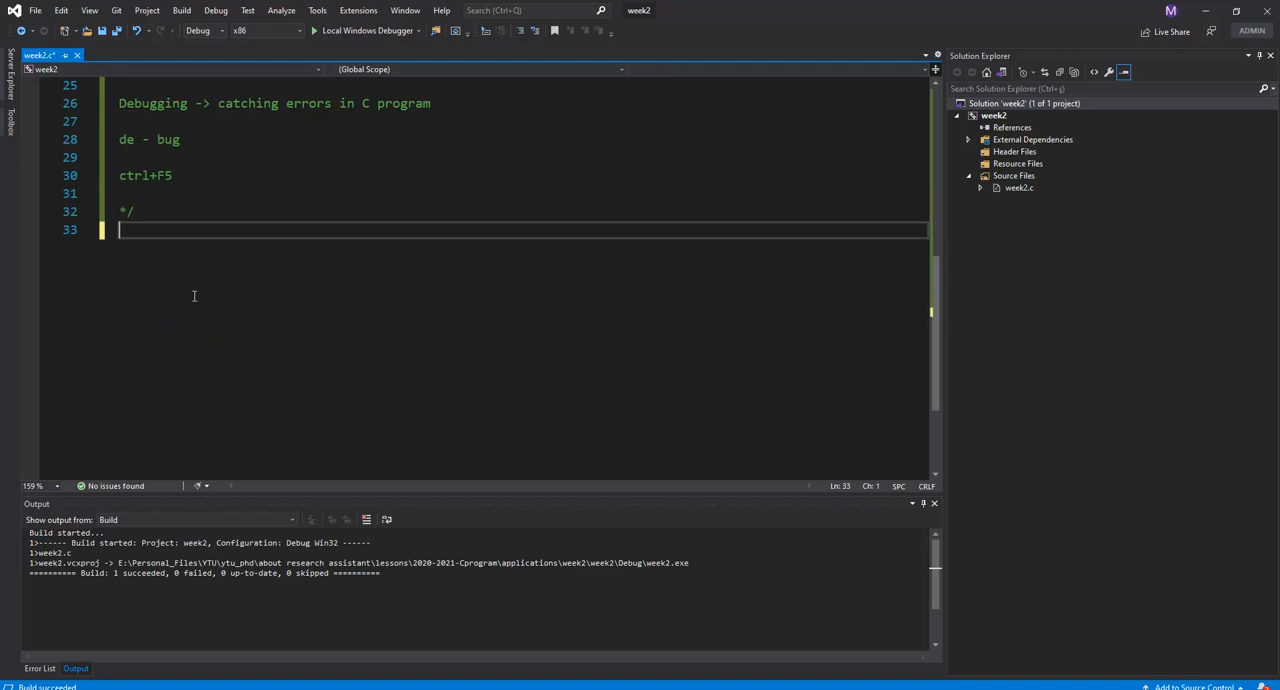 File Edit View Git Project Build Debug Test Analyze Tools Extensions Window Help Search (Ctrl+Q) week2 M
Debug x86 Local Windows Debugger Live Share ADMIN
Server Explorer
Toolbox
week2.c*
week2 (Global Scope)
25
26 Debugging -> catching errors in C program
27
28 de - bug
29
30 ctrl+F5
31
32 */
33
159 % No issues found Ln: 33 Ch: 1 SPC CRLF
Output
Show output from: Build
Build started...
1>------ Build started: Project: week2, Configuration: Debug Win32 ------
1>week2.c
1>week2.vcxproj -> E:\Personal_Files\YTU\ytu_phd\about research assistant\lessons\2020-2021-Cprogram\applications\week2\week2\Debug\week2.exe
========== Build: 1 succeeded, 0 failed, 0 up-to-date, 0 skipped ==========
Error List Output
Build succeeded
Add to Source Control
Solution Explorer
Search Solution Explorer (Ctrl+ş)
Solution 'week2' (1 of 1 project)
week2
References
External Dependencies
Header Files
Resource Files
Source Files
week2.c